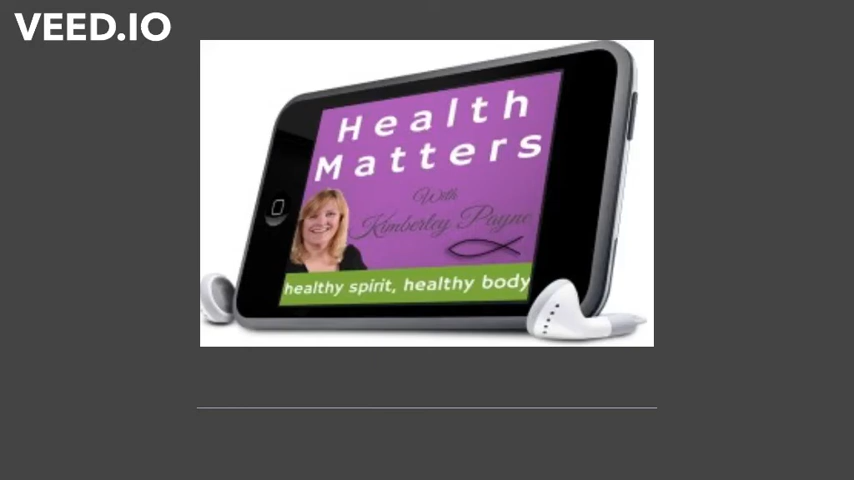 VEED.IO
Health
Matters
With
Kimberley Payne
healthy spirit, healthy body